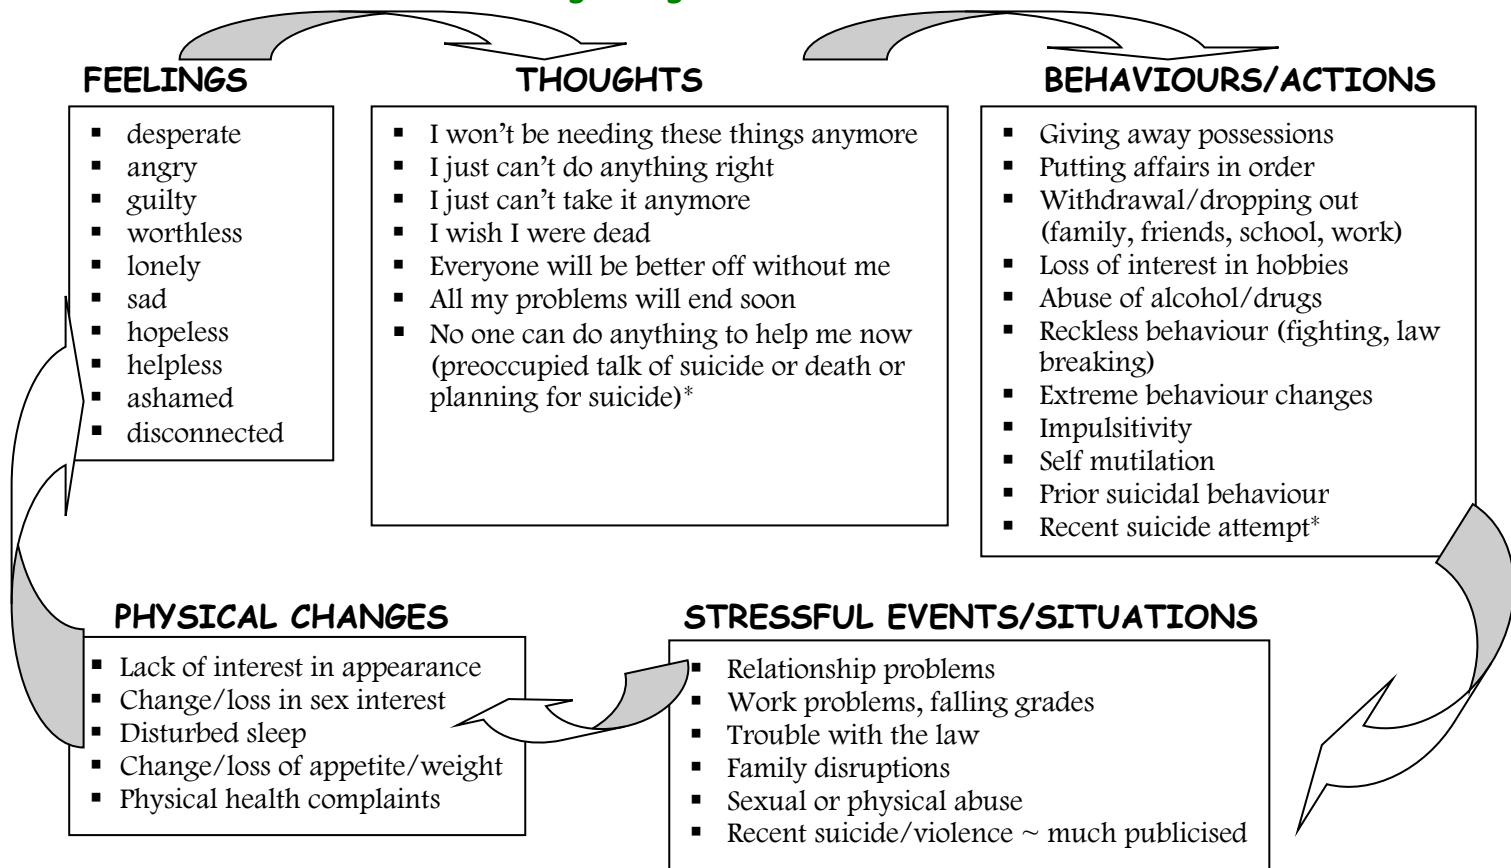 FEELINGS
▪ desperate
▪ angry
▪ guilty
▪ worthless
▪ lonely
▪ sad
▪ hopeless
▪ helpless
▪ ashamed
▪ disconnected
THOUGHTS
▪ I won't be needing these things anymore
▪ I just can't do anything right
▪ I just can't take it anymore
▪ I wish I were dead
▪ Everyone will be better off without me
▪ All my problems will end soon
▪ No one can do anything to help me now
(preoccupied talk of suicide or death or
planning for suicide)*
BEHAVIOURS/ACTIONS
▪ Giving away possessions
▪ Putting affairs in order
▪ Withdrawal/dropping out
(family, friends, school, work)
▪ Loss of interest in hobbies
▪ Abuse of alcohol/drugs
▪ Reckless behaviour (fighting, law
breaking)
▪ Extreme behaviour changes
▪ Impulsitivity
▪ Self mutilation
▪ Prior suicidal behaviour
▪ Recent suicide attempt*
PHYSICAL CHANGES
▪ Lack of interest in appearance
▪ Change/loss in sex interest
▪ Disturbed sleep
▪ Change/loss of appetite/weight
▪ Physical health complaints
STRESSFUL EVENTS/SITUATIONS
▪ Relationship problems
▪ Work problems, falling grades
▪ Trouble with the law
▪ Family disruptions
▪ Sexual or physical abuse
▪ Recent suicide/violence ~ much publicised